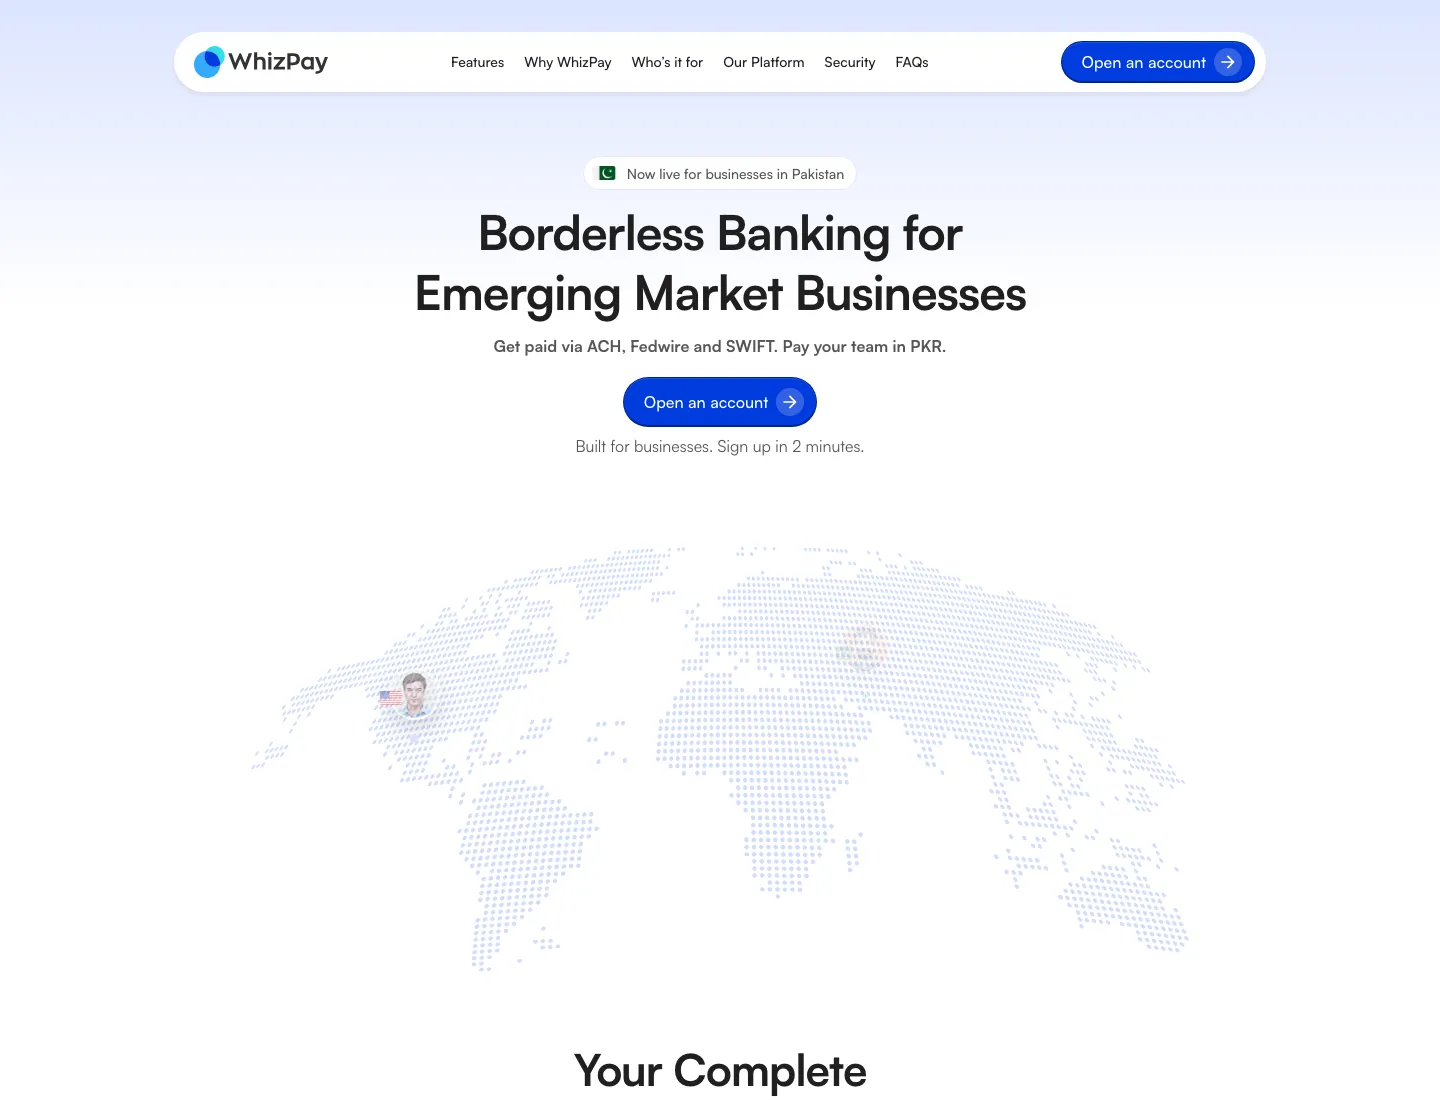 WhizPay
Features
Why WhizPay
Who's it for
Our Platform
Security
FAQs
Open an account
Now live for businesses in Pakistan
Borderless Banking for
Emerging Market Businesses
Get paid via ACH, Fedwire and SWIFT. Pay your team in PKR.
Open an account
Built for businesses. Sign up in 2 minutes.
Your Complete